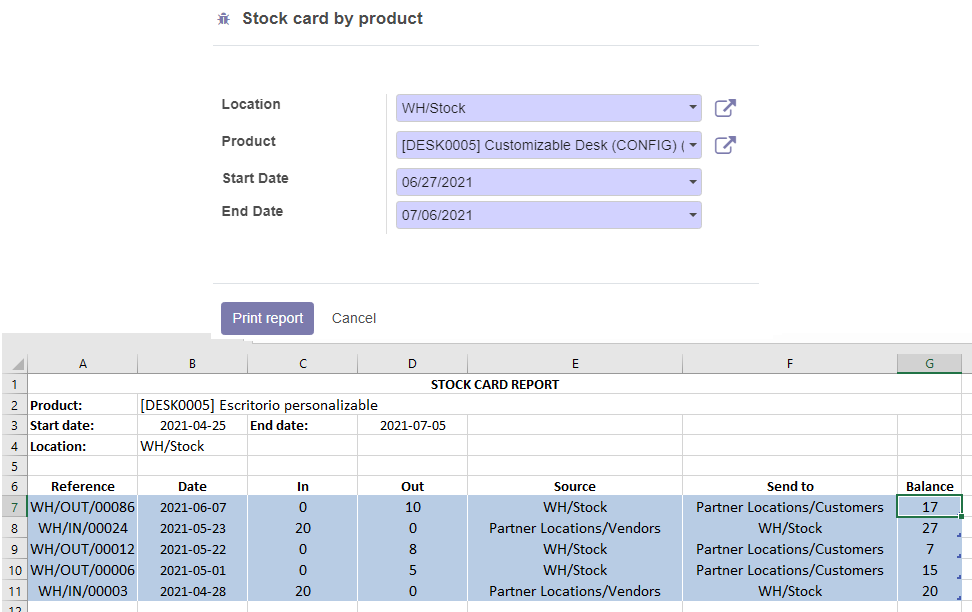 Stock card by product
Location WH/Stock
Product [DESK0005] Customizable Desk (CONFIG) (
Start Date 06/27/2021
End Date 07/06/2021
Print report Cancel
A B C D E F G
1 STOCK CARD REPORT
2 Product: [DESK0005] Escritorio personalizable
3 Start date: 2021-04-25 End date: 2021-07-05
4 Location: WH/Stock
5
6 Reference Date In Out Source Send to Balance
7 WH/OUT/00086 2021-06-07 0 10 WH/Stock Partner Locations/Customers 17
8 WH/IN/00024 2021-05-23 20 0 Partner Locations/Vendors WH/Stock 27
9 WH/OUT/00012 2021-05-22 0 8 WH/Stock Partner Locations/Customers 7
10 WH/OUT/00006 2021-05-01 0 5 WH/Stock Partner Locations/Customers 15
11 WH/IN/00003 2021-04-28 20 0 Partner Locations/Vendors WH/Stock 20
12